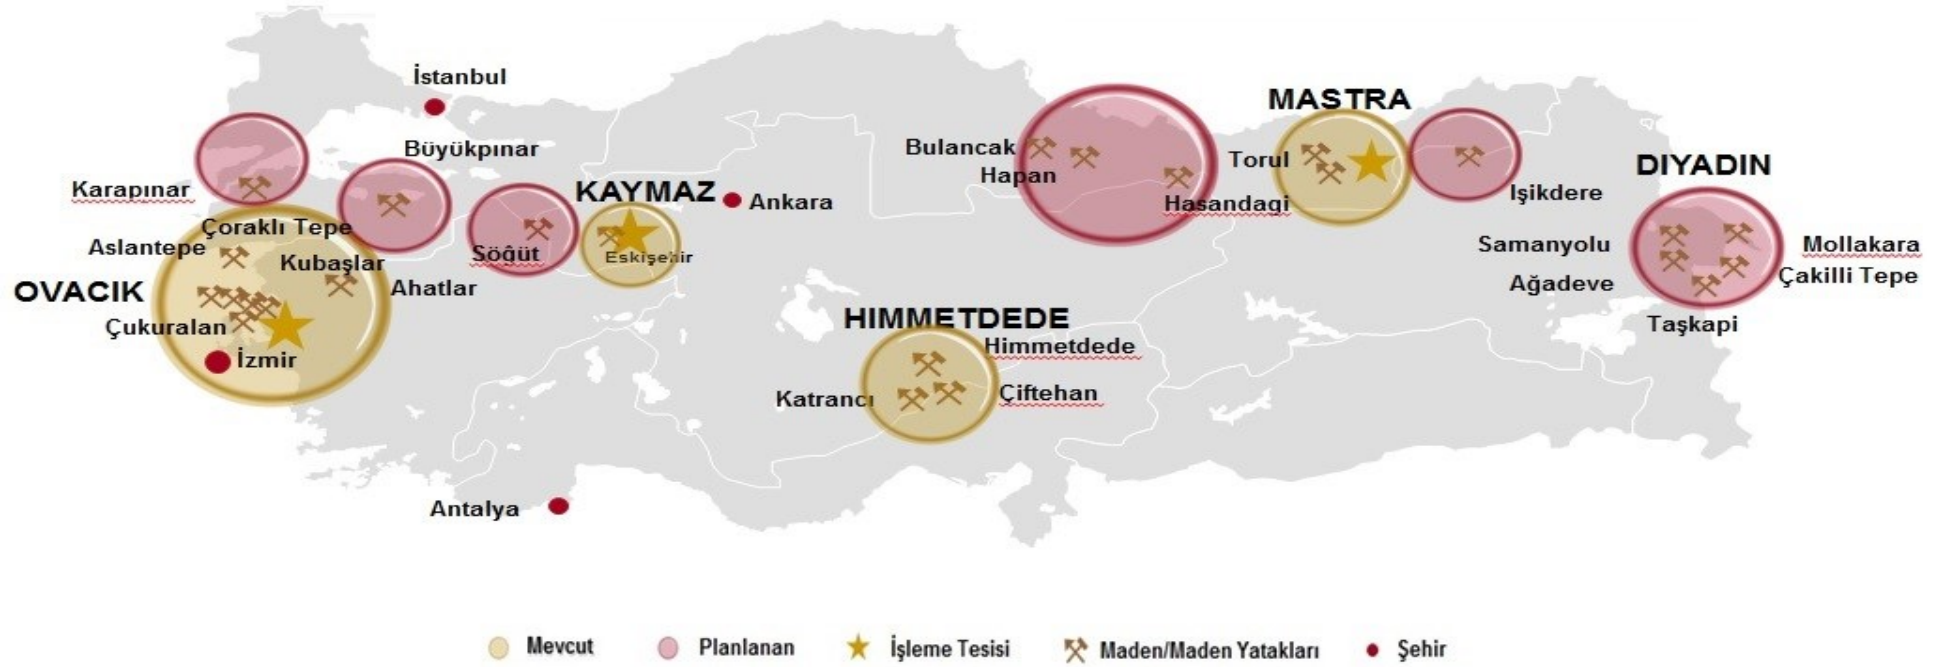 İstanbul
MASTRA
Büyükpınar
Bulancak
Torul
DIYADIN
Hapan
Karapınar
KAYMAZ
Ankara
Hasandagi
Işikdere
Çoraklı Tepe
Aslantepe
Söğüt
Eskişehir
Samanyolu
Mollakara
Kubaşlar
Ahatlar
Ağadeve
Çakilli Tepe
OVACIK
Çukuralan
HIMMETDEDE
Taşkapi
İzmir
Himmetdede
Katrancı
Çiftehan
Antalya
Mevcut Planlanan İşleme Tesisi Maden/Maden Yatakları Şehir